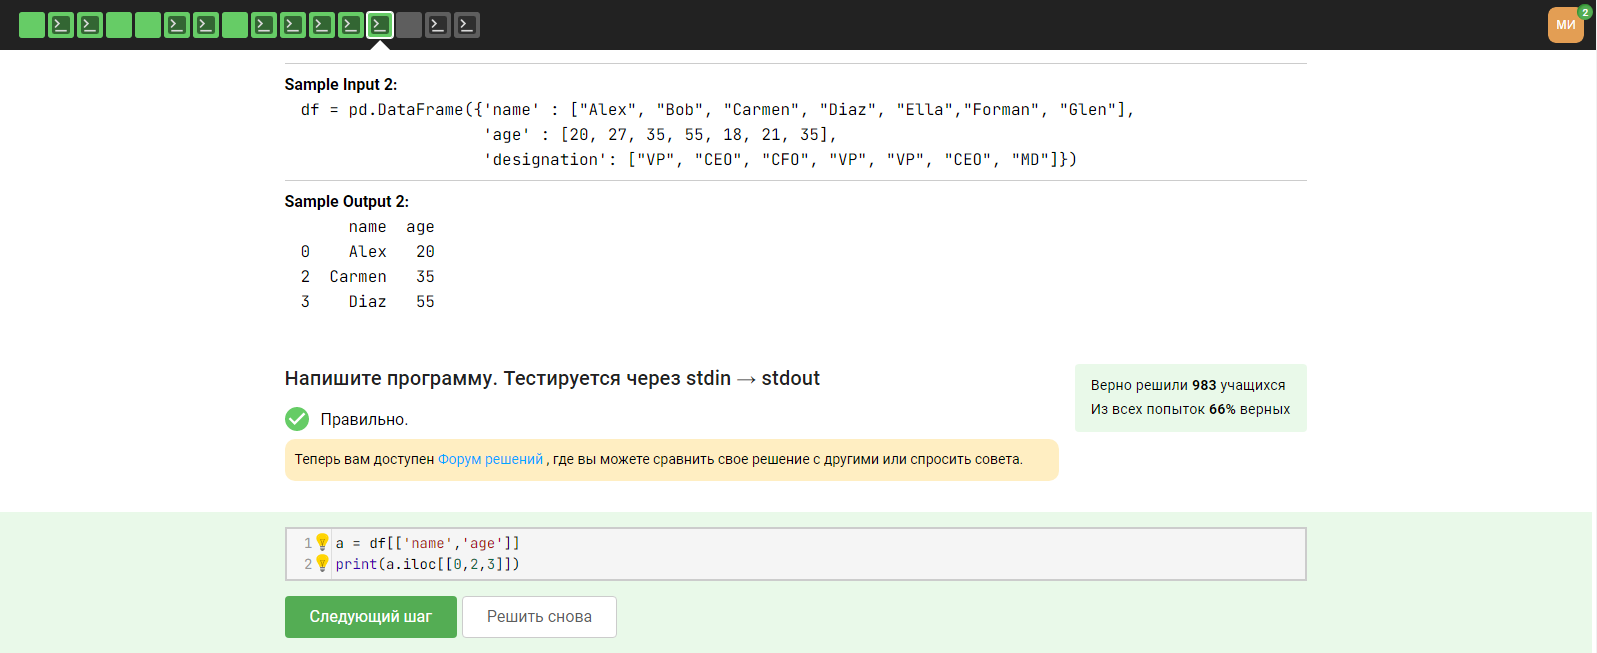 МИ
2
Sample Input 2:
df = pd.DataFrame({'name' : ["Alex", "Bob", "Carmen", "Diaz", "Ella","Forman", "Glen"],
'age' : [20, 27, 35, 55, 18, 21, 35],
'designation': ["VP", "CEO", "CFO", "VP", "VP", "CEO", "MD"]})
Sample Output 2:
name age
0 Alex 20
2 Carmen 35
3 Diaz 55
Напишите программу. Тестируется через stdin → stdout
Верно решили 983 учащихся
Из всех попыток 66% верных
Правильно.
Теперь вам доступен Форум решений , где вы можете сравнить свое решение с другими или спросить совета.
1 a = df[['name','age']]
2 print(a.iloc[[0,2,3]])
Следующий шаг
Решить снова